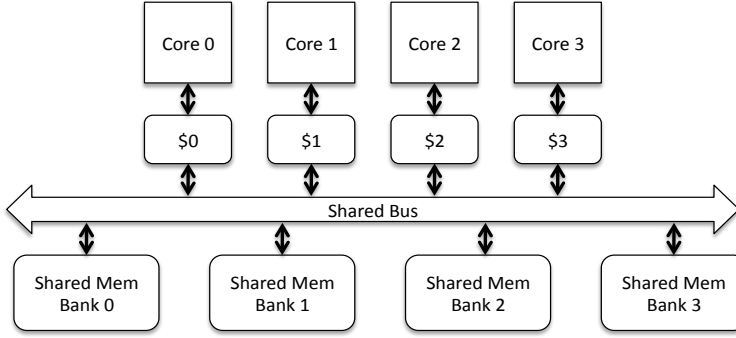 Core 0
Core 1
Core 2
Core 3
$0
$1
$2
$3
Shared Bus
Shared Mem
Bank 0
Shared Mem
Bank 1
Shared Mem
Bank 2
Shared Mem
Bank 3